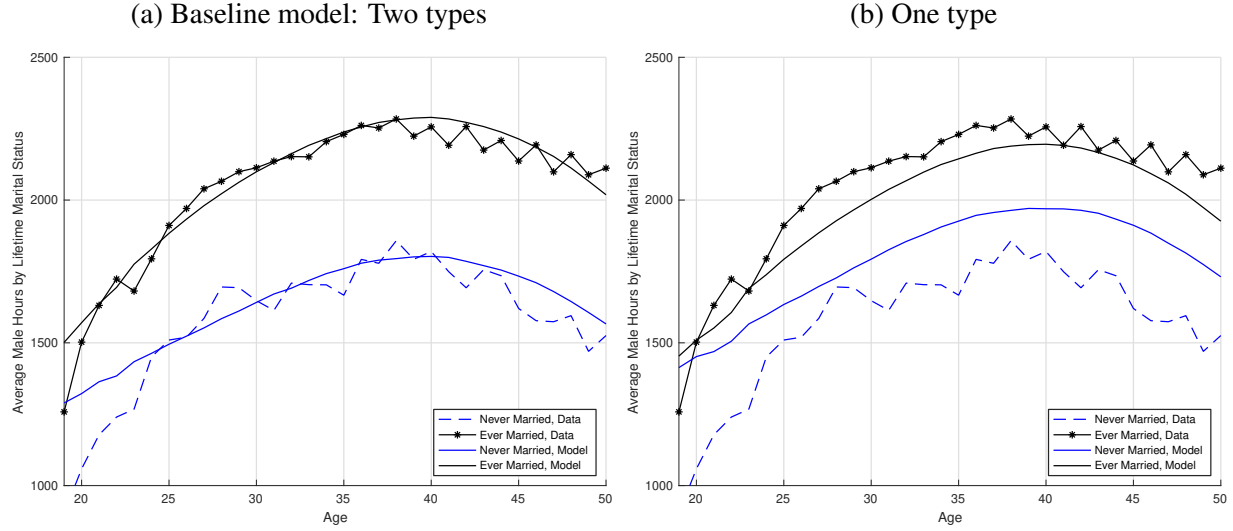 (a) Baseline model: Two types
2500
2000
1500
1000
20
25
30
35
40
45
50
Age
Average Male Hours by Lifetime Marital Status
Never Married, Data
Ever Married, Data
Never Married, Model
Ever Married, Model
(b) One type
2500
2000
1500
1000
20
25
30
35
40
45
50
Age
Average Male Hours by Lifetime Marital Status
Never Married, Data
Ever Married, Data
Never Married, Model
Ever Married, Model